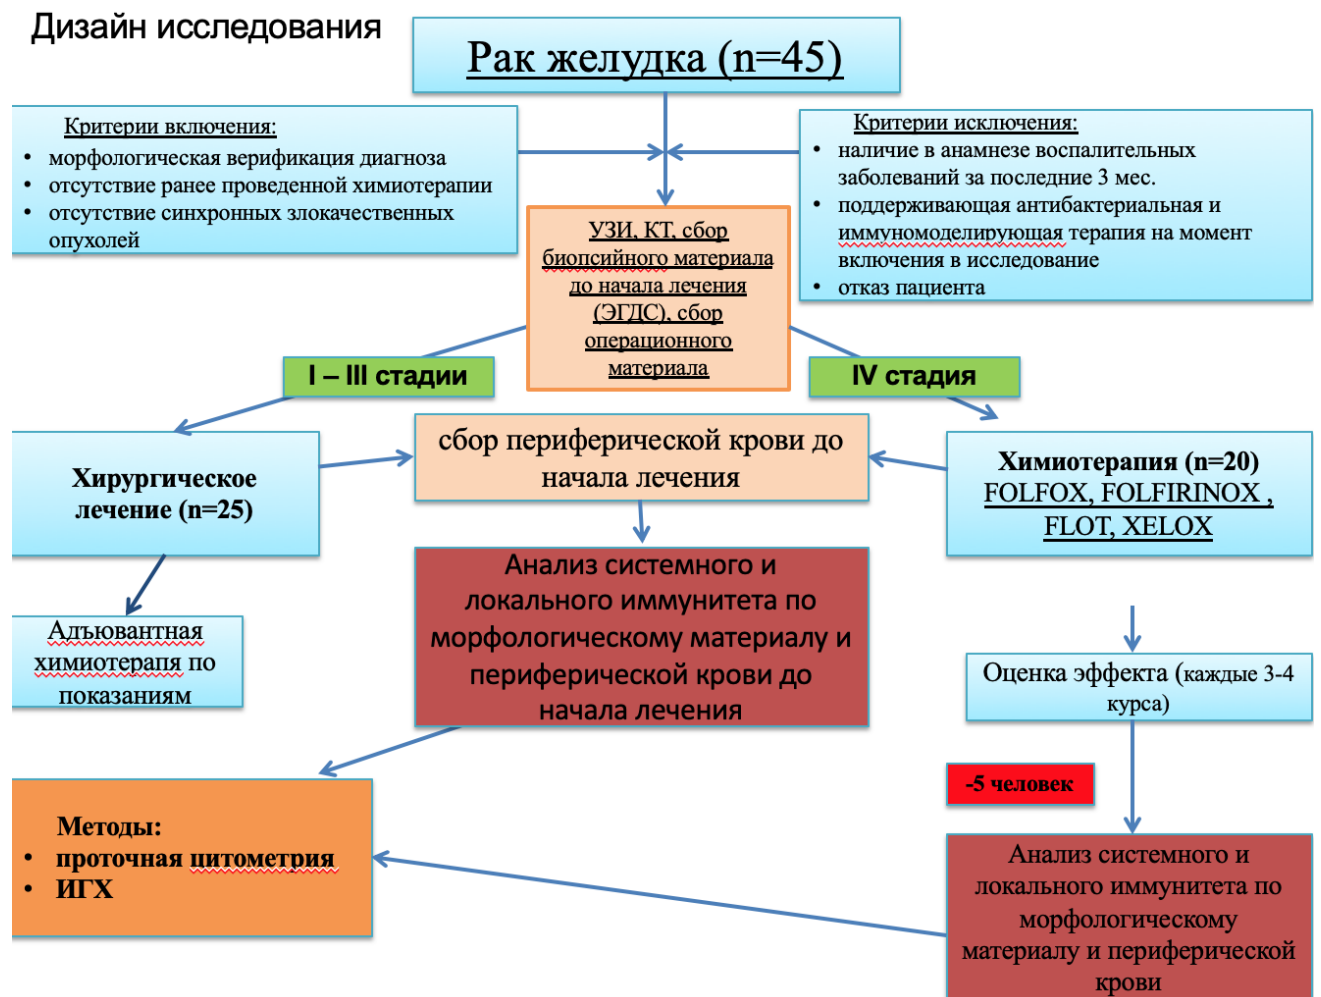 Дизайн исследования
Рак желудка (n=45)
Критерии включения:
• морфологическая верификация диагноза
• отсутствие ранее проведенной химиотерапии
• отсутствие синхронных злокачественных
опухолей
Критерии исключения:
• наличие в анамнезе воспалительных
заболеваний за последние 3 мес.
• поддерживающая антибактериальная и
иммуномоделирующая терапия на момент
включения в исследование
• отказ пациента
УЗИ, КТ, сбор
биопсийного материала
до начала лечения
(ЭГДС), сбор
операционного
материала
I – III стадии
IV стадия
Хирургическое
лечение (n=25)
сбор периферической крови до
начала лечения
Химиотерапия (n=20)
FOLFOX, FOLFIRINOX ,
FLOT, XELOX
Адъювантная
химиотерапя по
показаниям
Анализ системного и
локального иммунитета по
морфологическому материалу и
периферической крови до
начала лечения
Оценка эффекта (каждые 3-4
курса)
-5 человек
Методы:
• проточная цитометрия
• ИГХ
Анализ системного и
локального иммунитета по
морфологическому
материалу и периферической
крови